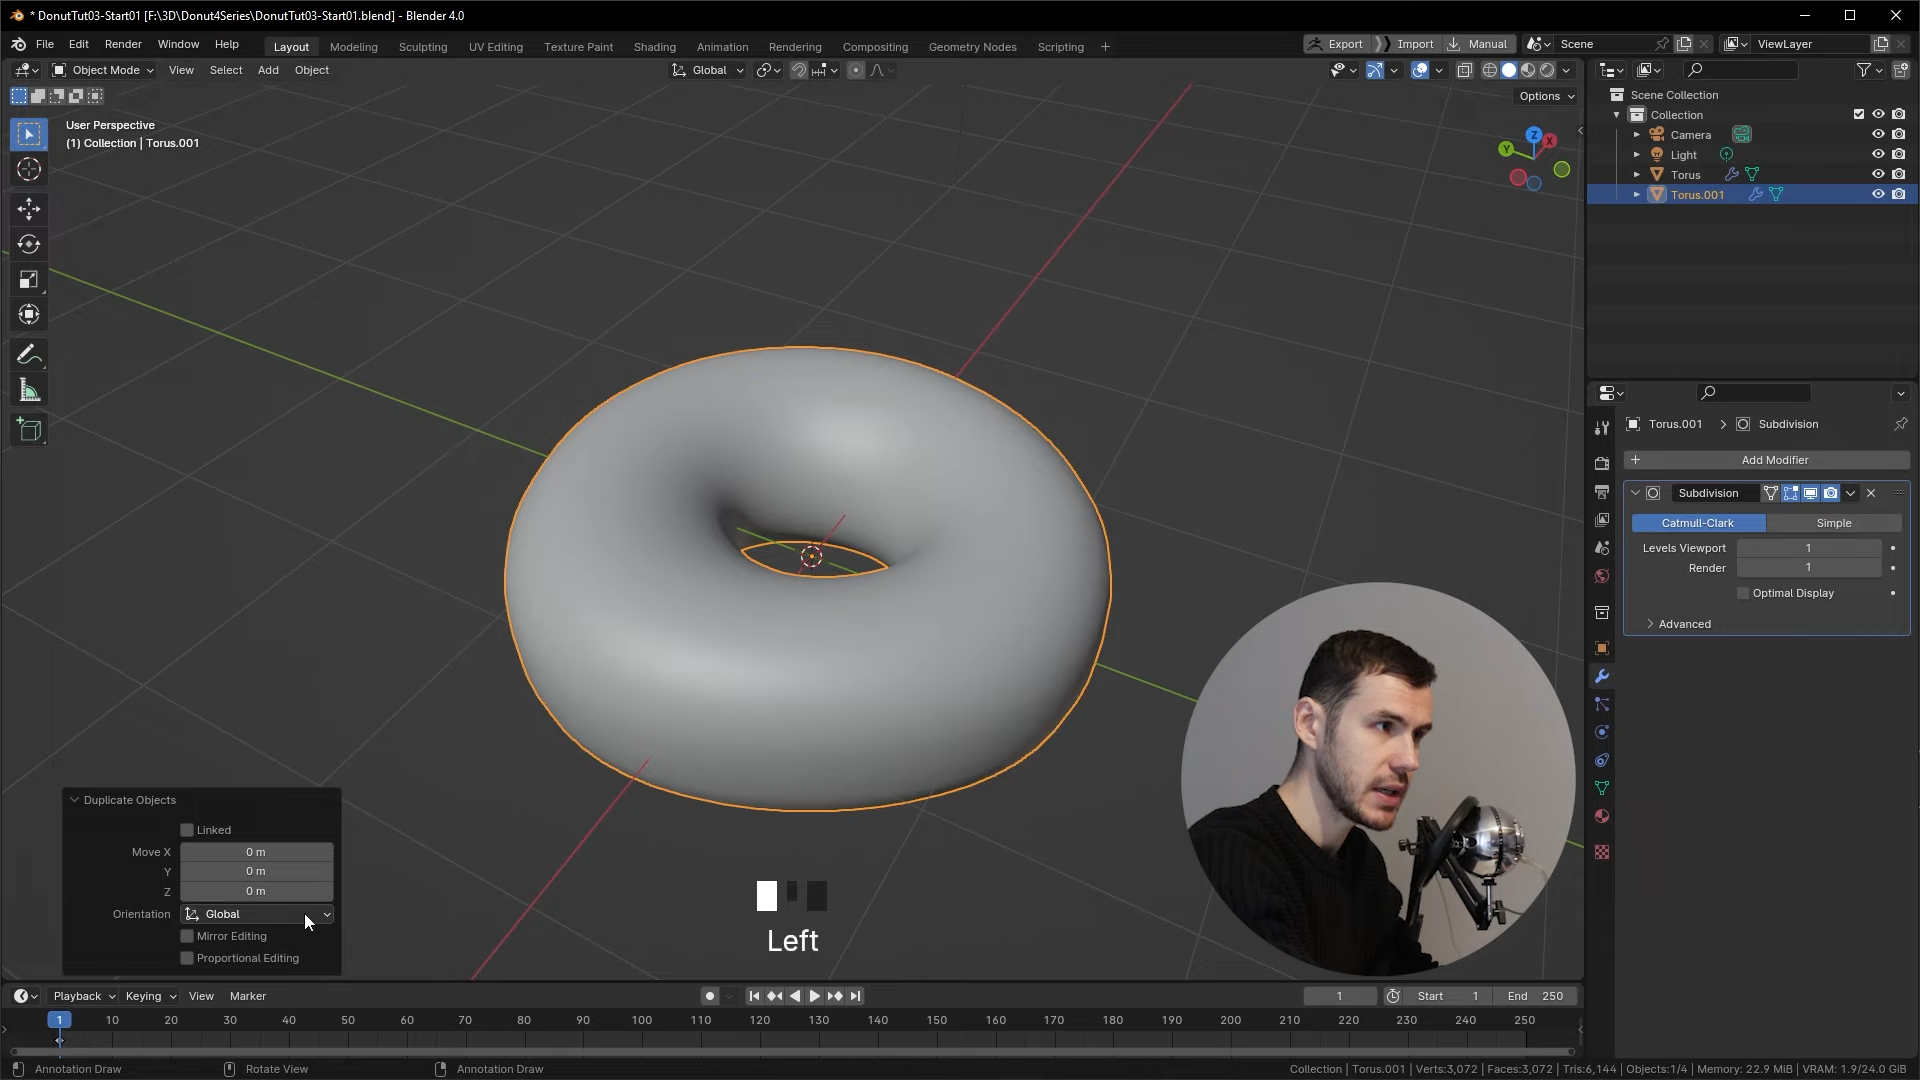 * DonutTut03-Start01 [F:\3D\Donut4Series\DonutTut03-Start01.blend] - Blender 4.0
File Edit Render Window Help Layout Modeling Sculpting UV Editing Texture Paint Shading Animation Rendering Compositing Geometry Nodes Scripting + Export Import Manual Scene ViewLayer
Object Mode View Select Add Object Global
Options
User Perspective
(1) Collection | Torus.001
Z
X
Y
Scene Collection
Collection
Camera
Light
Torus
Torus.001
Torus.001 > Subdivision
+ Add Modifier
Subdivision
Catmull-Clark Simple
Levels Viewport 1
Render 1
Optimal Display
Advanced
Duplicate Objects
Linked
Move X 0 m
Y 0 m
Z 0 m
Orientation Global
Mirror Editing
Proportional Editing
Left
Playback Keying View Marker 1 Start 1 End 250
1 10 20 30 40 50 60 70 80 90 100 110 120 130 140 150 160 170 180 190 200 210 220 230 240 250
Annotation Draw Rotate View Annotation Draw Collection | Torus.001 | Verts:3,072 | Faces:3,072 | Tris:6,144 | Objects:1/4 | Memory: 22.9 MiB | VRAM: 1.9/24.0 GiB